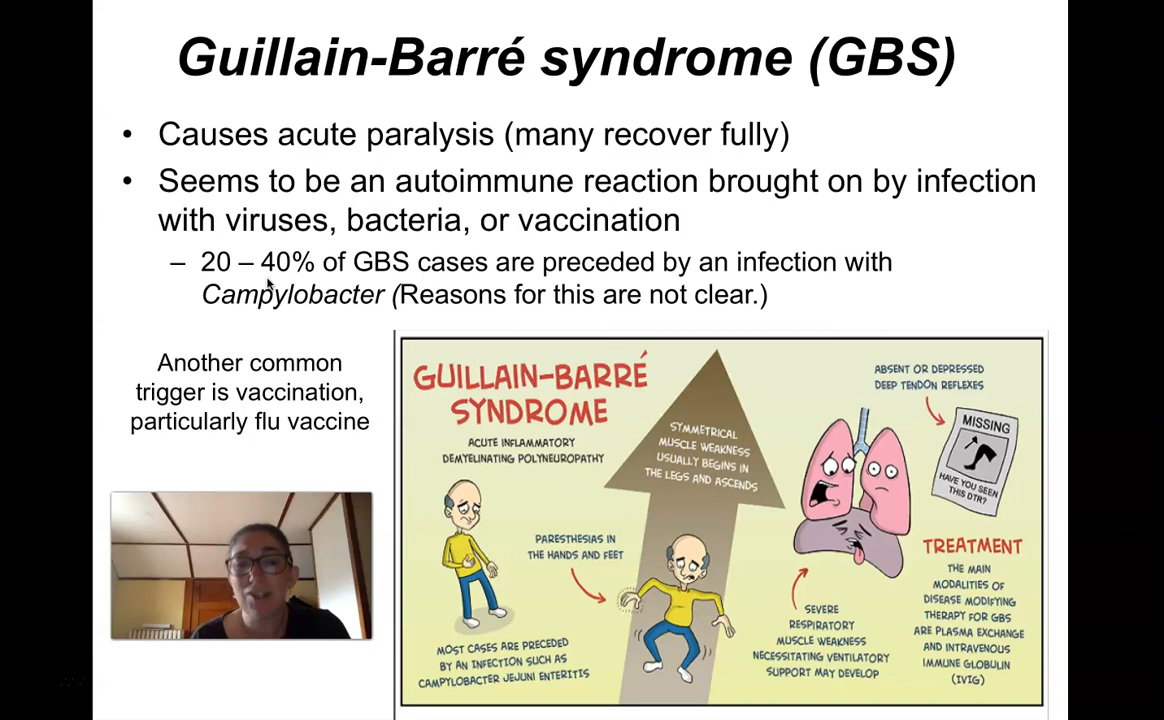 Guillain-Barré syndrome (GBS)
• Causes acute paralysis (many recover fully)
• Seems to be an autoimmune reaction brought on by infection
with viruses, bacteria, or vaccination
– 20 – 40% of GBS cases are preceded by an infection with
Campylobacter (Reasons for this are not clear.)
Another common
trigger is vaccination,
particularly flu vaccine
GUILLAIN-BARRÉ
SYNDROME
ACUTE INFLAMMATORY
DEMYELINATING POLYNEUROPATHY
SYMMETRICAL
MUSCLE WEAKNESS
USUALLY BEGINS IN
THE LEGS AND ASCENDS
ABSENT OR DEPRESSED
DEEP TENDON REFLEXES
MISSING
HAVE YOU SEEN
THIS DTR?
PARESTHESIAS IN
THE HANDS AND FEET
MOST CASES ARE PRECEDED
BY AN INFECTION SUCH AS
CAMPYLOBACTER JEJUNI ENTERITIS
SEVERE
RESPIRATORY
MUSCLE WEAKNESS
NECESSITATING VENTILATORY
SUPPORT MAY DEVELOP
TREATMENT
THE MAIN
MODALITIES OF
DISEASE MODIFYING
THERAPY FOR GBS
ARE PLASMA EXCHANGE
AND INTRAVENOUS
IMMUNE GLOBULIN
(IVIG)